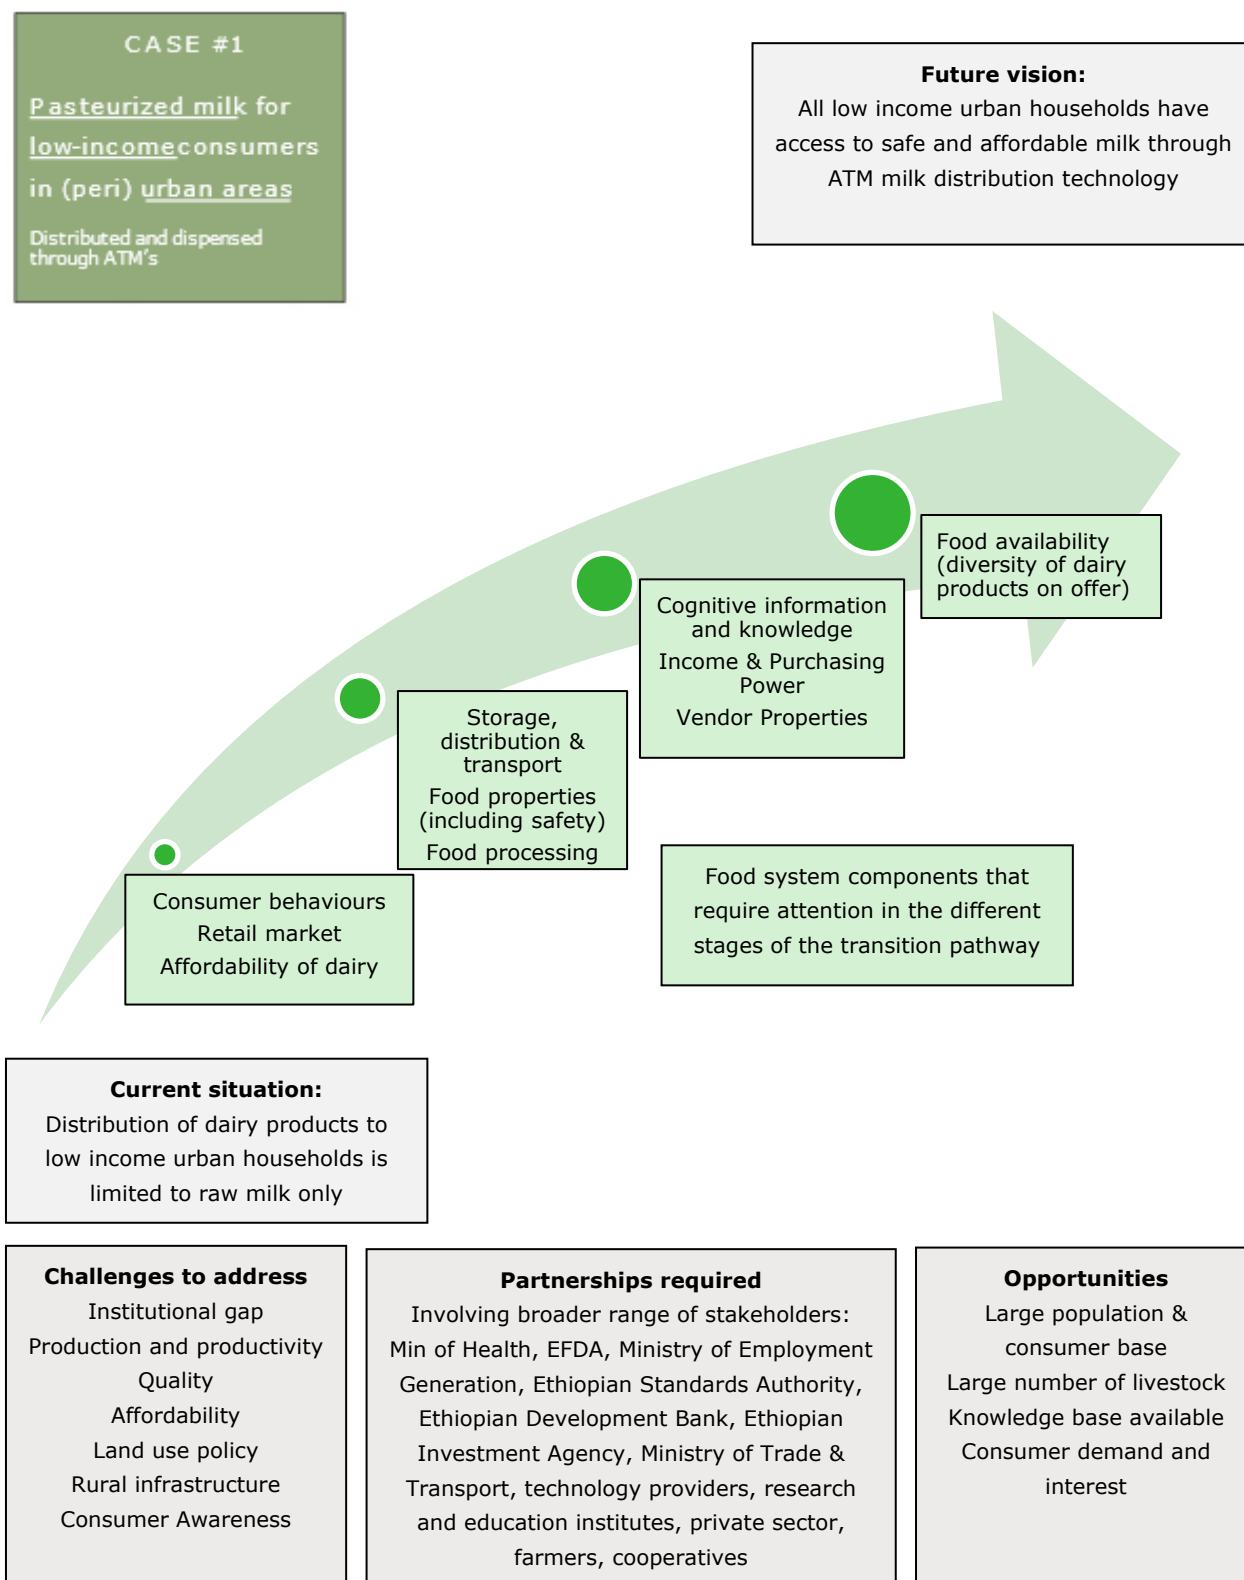 CASE #1
Pasteurized milk for
low-income consumers
in (peri) urban areas
Distributed and dispensed
through ATM's
Future vision:
All low income urban households have
access to safe and affordable milk through
ATM milk distribution technology
Food availability
(diversity of dairy
products on offer)
Cognitive information
and knowledge
Income & Purchasing
Power
Vendor Properties
Storage,
distribution &
transport
Food properties
(including safety)
Food processing
Consumer behaviours
Retail market
Affordability of dairy
Food system components that
require attention in the different
stages of the transition pathway
Current situation:
Distribution of dairy products to
low income urban households is
limited to raw milk only
Challenges to address
Institutional gap
Production and productivity
Quality
Affordability
Land use policy
Rural infrastructure
Consumer Awareness
Partnerships required
Involving broader range of stakeholders:
Min of Health, EFDA, Ministry of Employment
Generation, Ethiopian Standards Authority,
Ethiopian Development Bank, Ethiopian
Investment Agency, Ministry of Trade &
Transport, technology providers, research
and education institutes, private sector,
farmers, cooperatives
Opportunities
Large population &
consumer base
Large number of livestock
Knowledge base available
Consumer demand and
interest